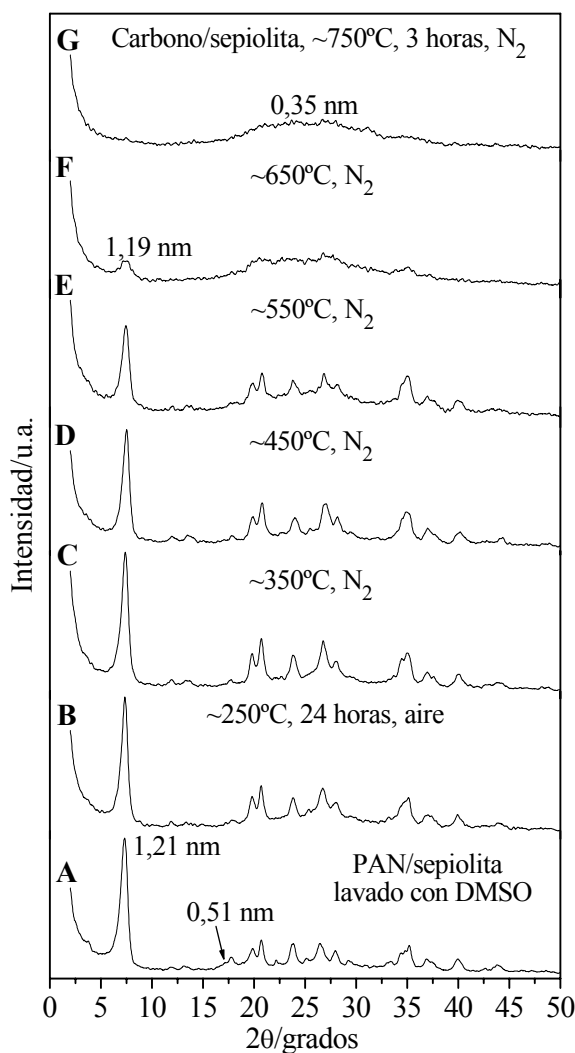 G Carbono/sepiolita, ~750ºC, 3 horas, N2
0,35 nm
F ~650ºC, N2
1,19 nm
E ~550ºC, N2
D ~450ºC, N2
C ~350ºC, N2
B ~250ºC, 24 horas, aire
1,21 nm
A PAN/sepiolita
lavado con DMSO
0,51 nm
Intensidad/u.a.
0 5 10 15 20 25 30 35 40 45 50
2θ/grados